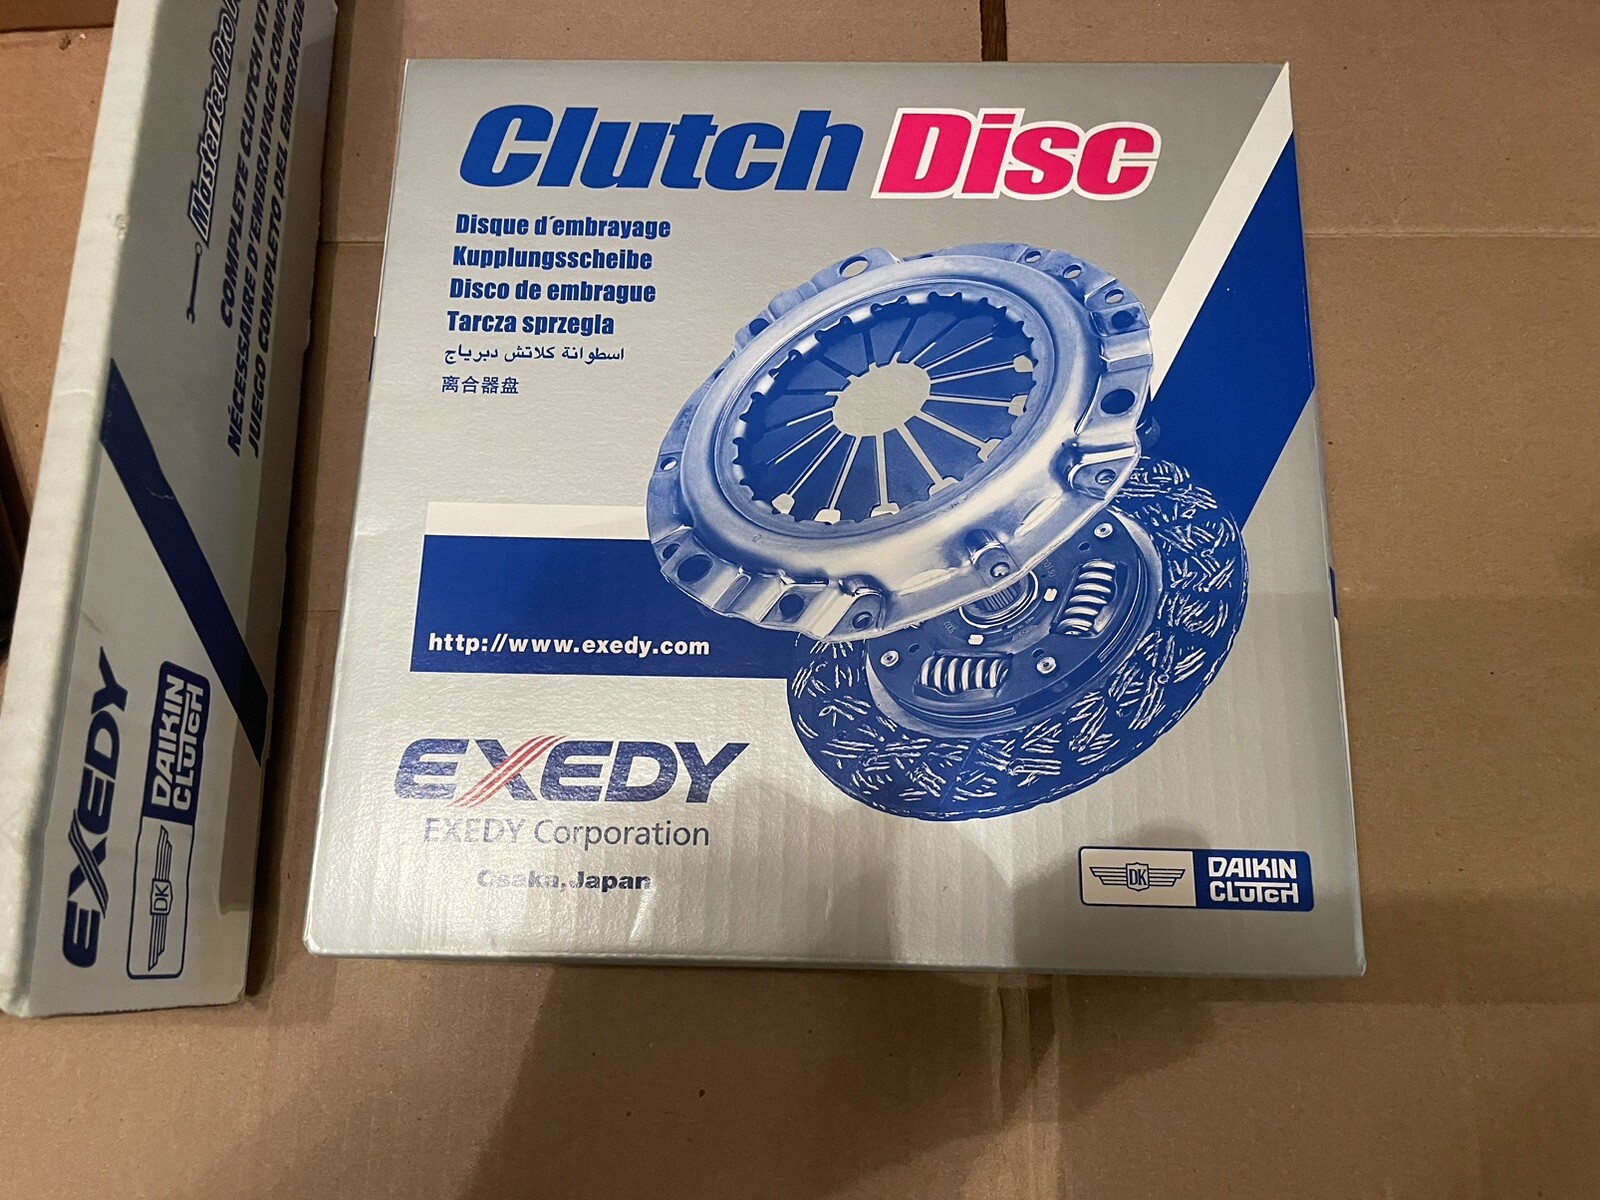 Clutch Disc
Disque d´embrayage
Kupplungsscheibe
Disco de embrague
Tarcza sprzegla
اسطوانة كلاتش دبرياج
离合器盘
http://www.exedy.com
EXEDY
EXEDY Corporation
Osaka, Japan
DK
DAIKIN
CLUTCH
COMPLETE CLUTCH KIT
NÉCESSAIRE D'EMBRAYAGE
JUEGO COMPLETO DEL EMBRAGUE
EXEDY
DK
DAIKIN
CLUTCH